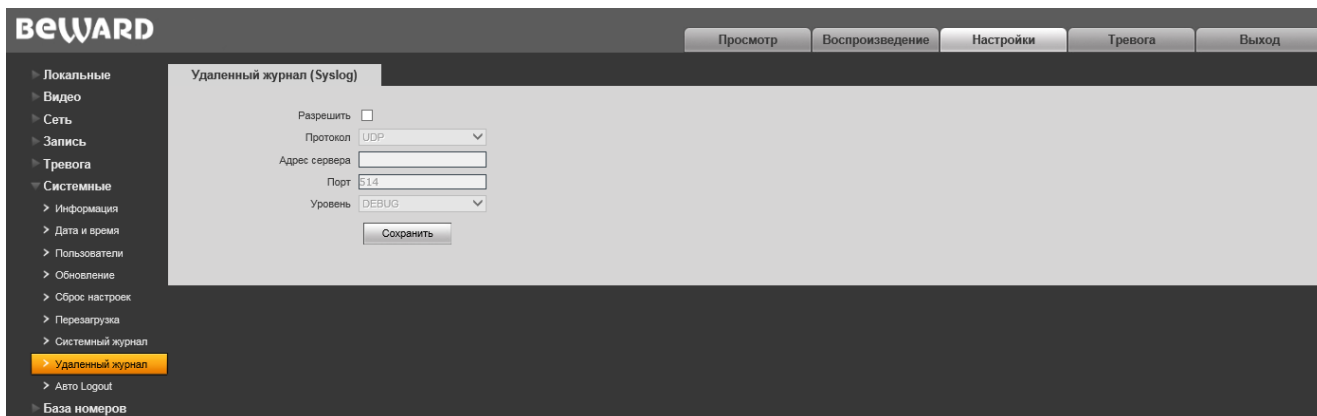 BEWARD
Просмотр
Воспроизведение
Настройки
Тревога
Выход
Локальные
Видео
Сеть
Запись
Тревога
Системные
Информация
Дата и время
Пользователи
Обновление
Сброс настроек
Перезагрузка
Системный журнал
Удаленный журнал
Авто Logout
База номеров
Удаленный журнал (Syslog)
Разрешить
Протокол UDP
Адрес сервера
Порт 514
Уровень DEBUG
Сохранить